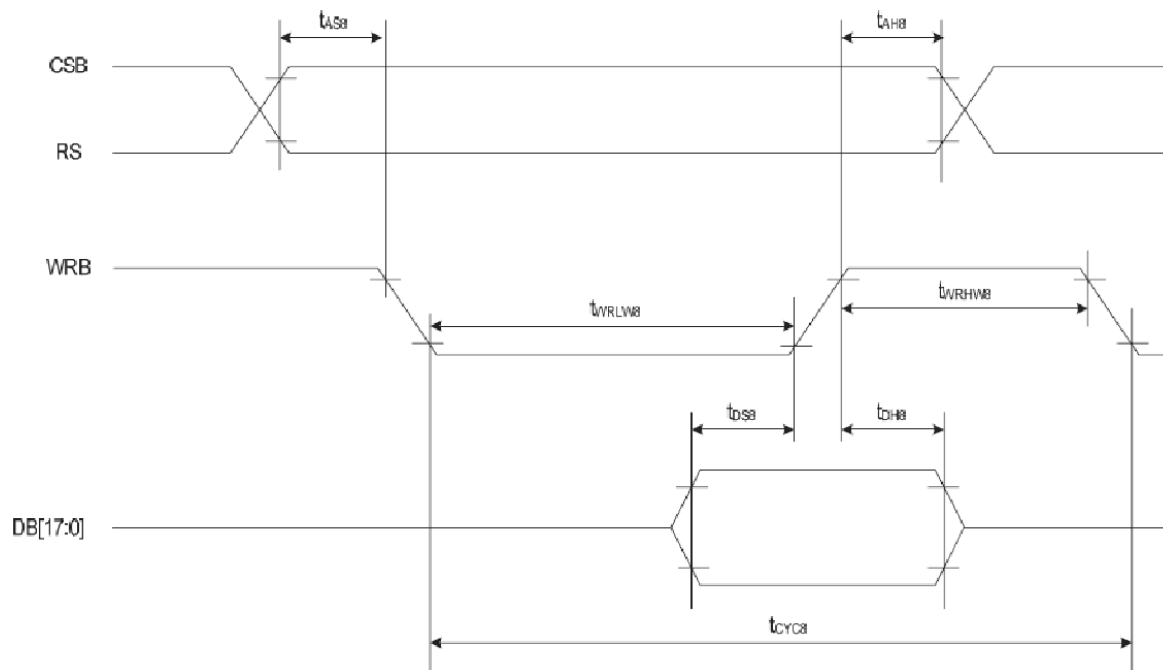 tAS8 tAH8
CSB
RS
WRB
tWRLW8 tWRHW8
tDS8 tDH8
DB[17:0]
tCYC8